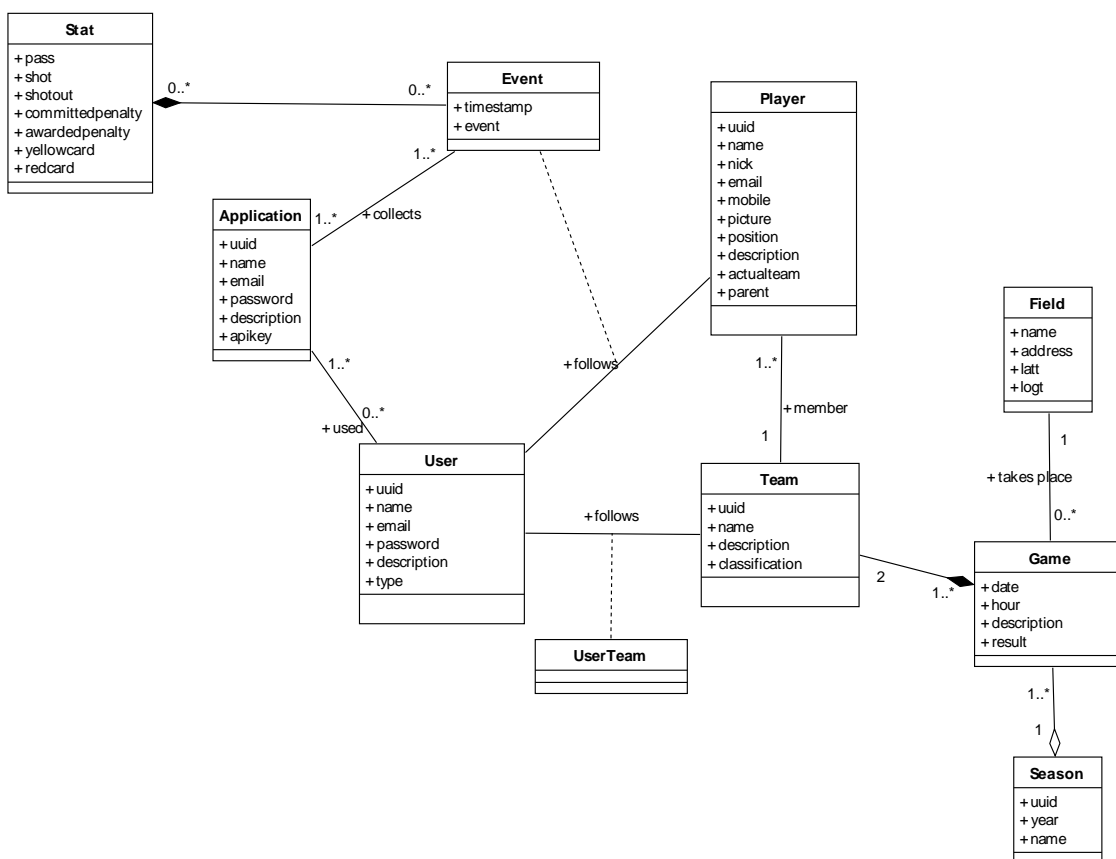 Stat
+ pass
+ shot
+ shotout
+ committedpenalty
+ awardedpenalty
+ yellowcard
+ redcard
0..*
0..*
Event
+ timestamp
+ event
1..*
1..*
+ collects
Application
+ uuid
+ name
+ email
+ password
+ description
+ apikey
1..*
0..*
+ used
Player
+ uuid
+ name
+ nick
+ email
+ mobile
+ picture
+ position
+ description
+ actualteam
+ parent
+ follows
1..*
+ member
1
Field
+ name
+ address
+ latt
+ logt
1
+ takes place
0..*
User
+ uuid
+ name
+ email
+ password
+ description
+ type
+ follows
Team
+ uuid
+ name
+ description
+ classification
2
1..*
Game
+ date
+ hour
+ description
+ result
UserTeam
1..*
1
Season
+ uuid
+ year
+ name